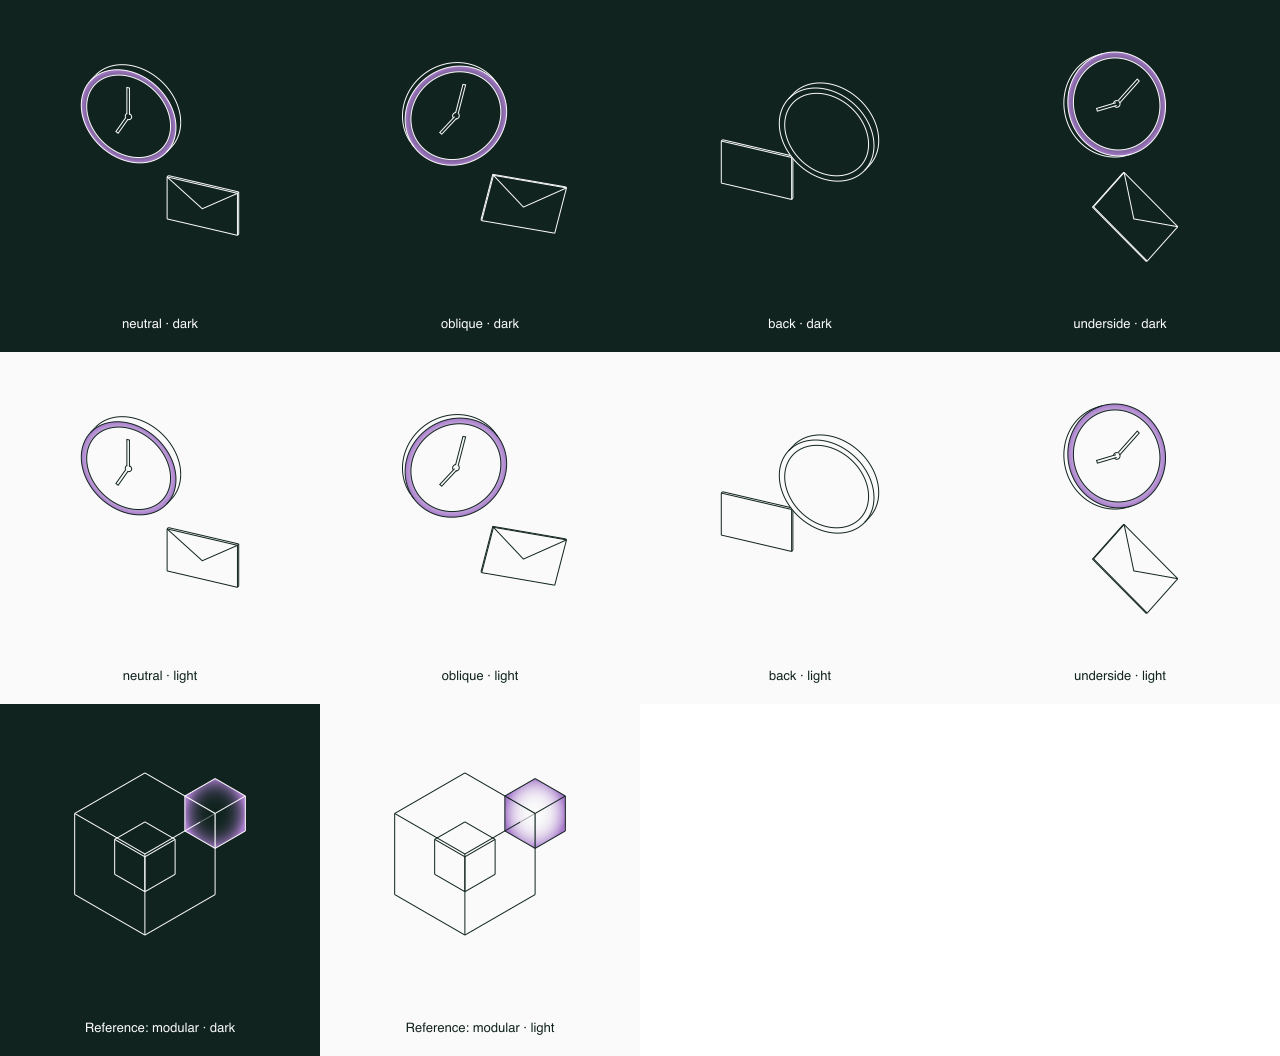 neutral · dark
oblique · dark
back · dark
underside · dark
neutral · light
oblique · light
back · light
underside · light
Reference: modular · dark
Reference: modular · light